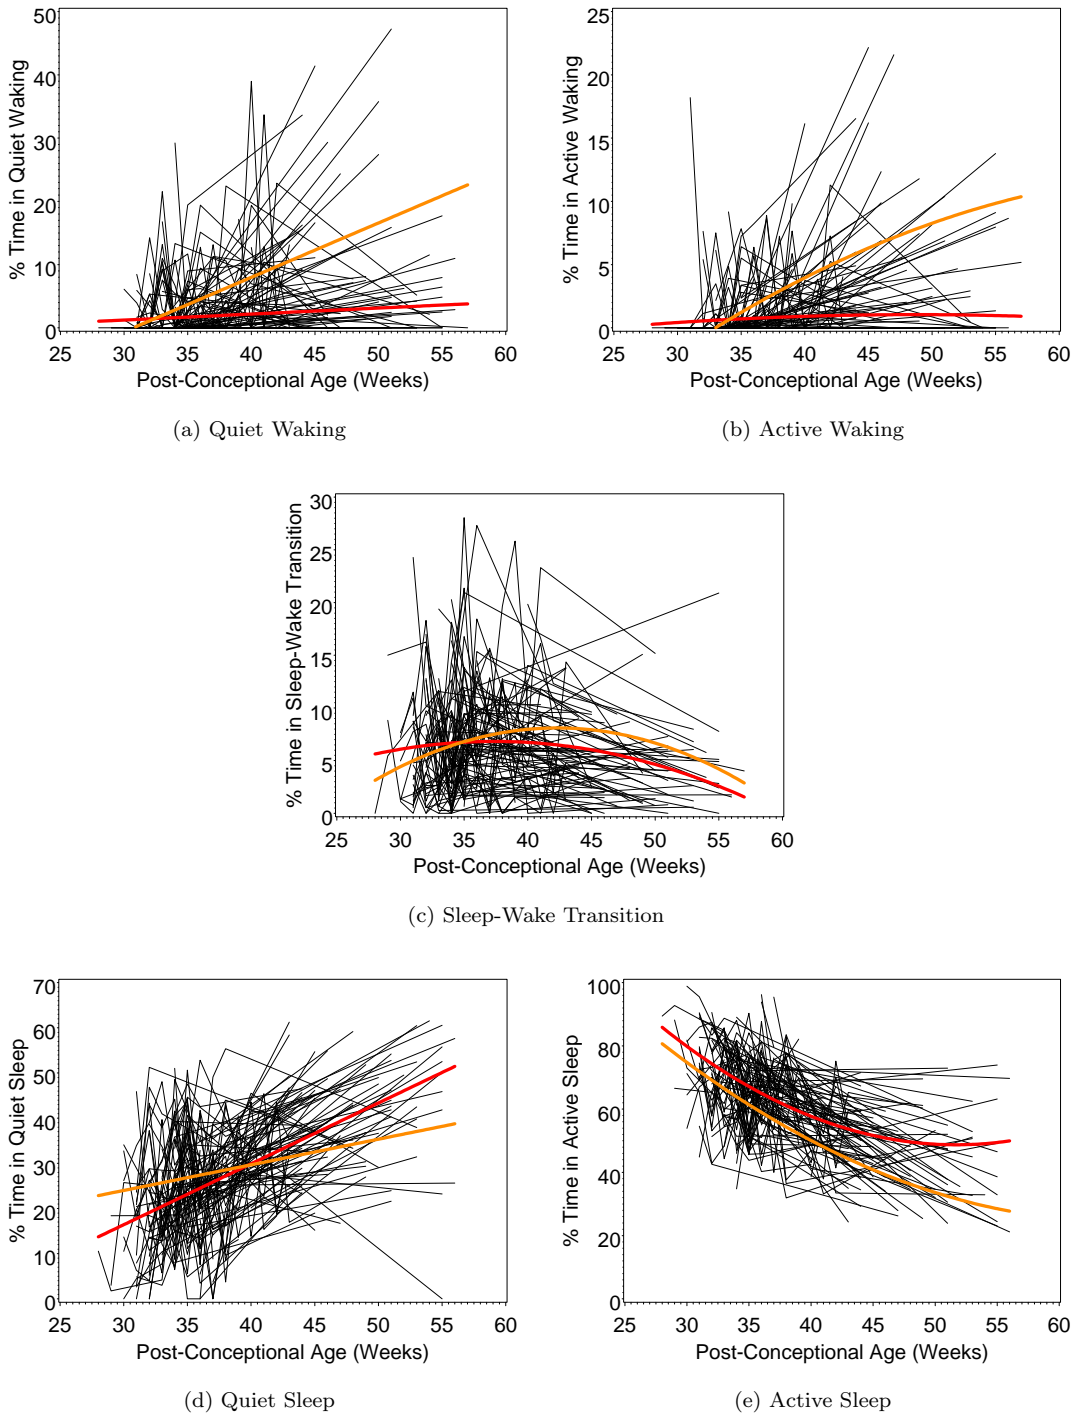 % Time in Quiet Waking
50
40
30
20
10
0
25 30 35 40 45 50 55 60
Post-Conceptional Age (Weeks)
(a) Quiet Waking
% Time in Active Waking
25
20
15
10
5
0
25 30 35 40 45 50 55 60
Post-Conceptional Age (Weeks)
(b) Active Waking
% Time in Sleep-Wake Transition
30
25
20
15
10
5
0
25 30 35 40 45 50 55 60
Post-Conceptional Age (Weeks)
(c) Sleep-Wake Transition
% Time in Quiet Sleep
70
60
50
40
30
20
10
0
25 30 35 40 45 50 55 60
Post-Conceptional Age (Weeks)
(d) Quiet Sleep
% Time in Active Sleep
100
80
60
40
20
0
25 30 35 40 45 50 55 60
Post-Conceptional Age (Weeks)
(e) Active Sleep